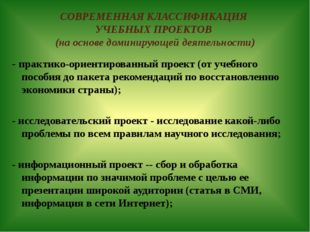 СОВРЕМЕННАЯ КЛАССИФИКАЦИЯ
УЧЕБНЫХ ПРОЕКТОВ
(на основе доминирующей деятельности)
- практико-ориентированный проект (от учебного
пособия до пакета рекомендаций по восстановлению
экономики страны);
- исследовательский проект - исследование какой-либо
проблемы по всем правилам научного исследования;
- информационный проект -- сбор и обработка
информации по значимой проблеме с целью ее
презентации широкой аудитории (статья в СМИ,
информация в сети Интернет);